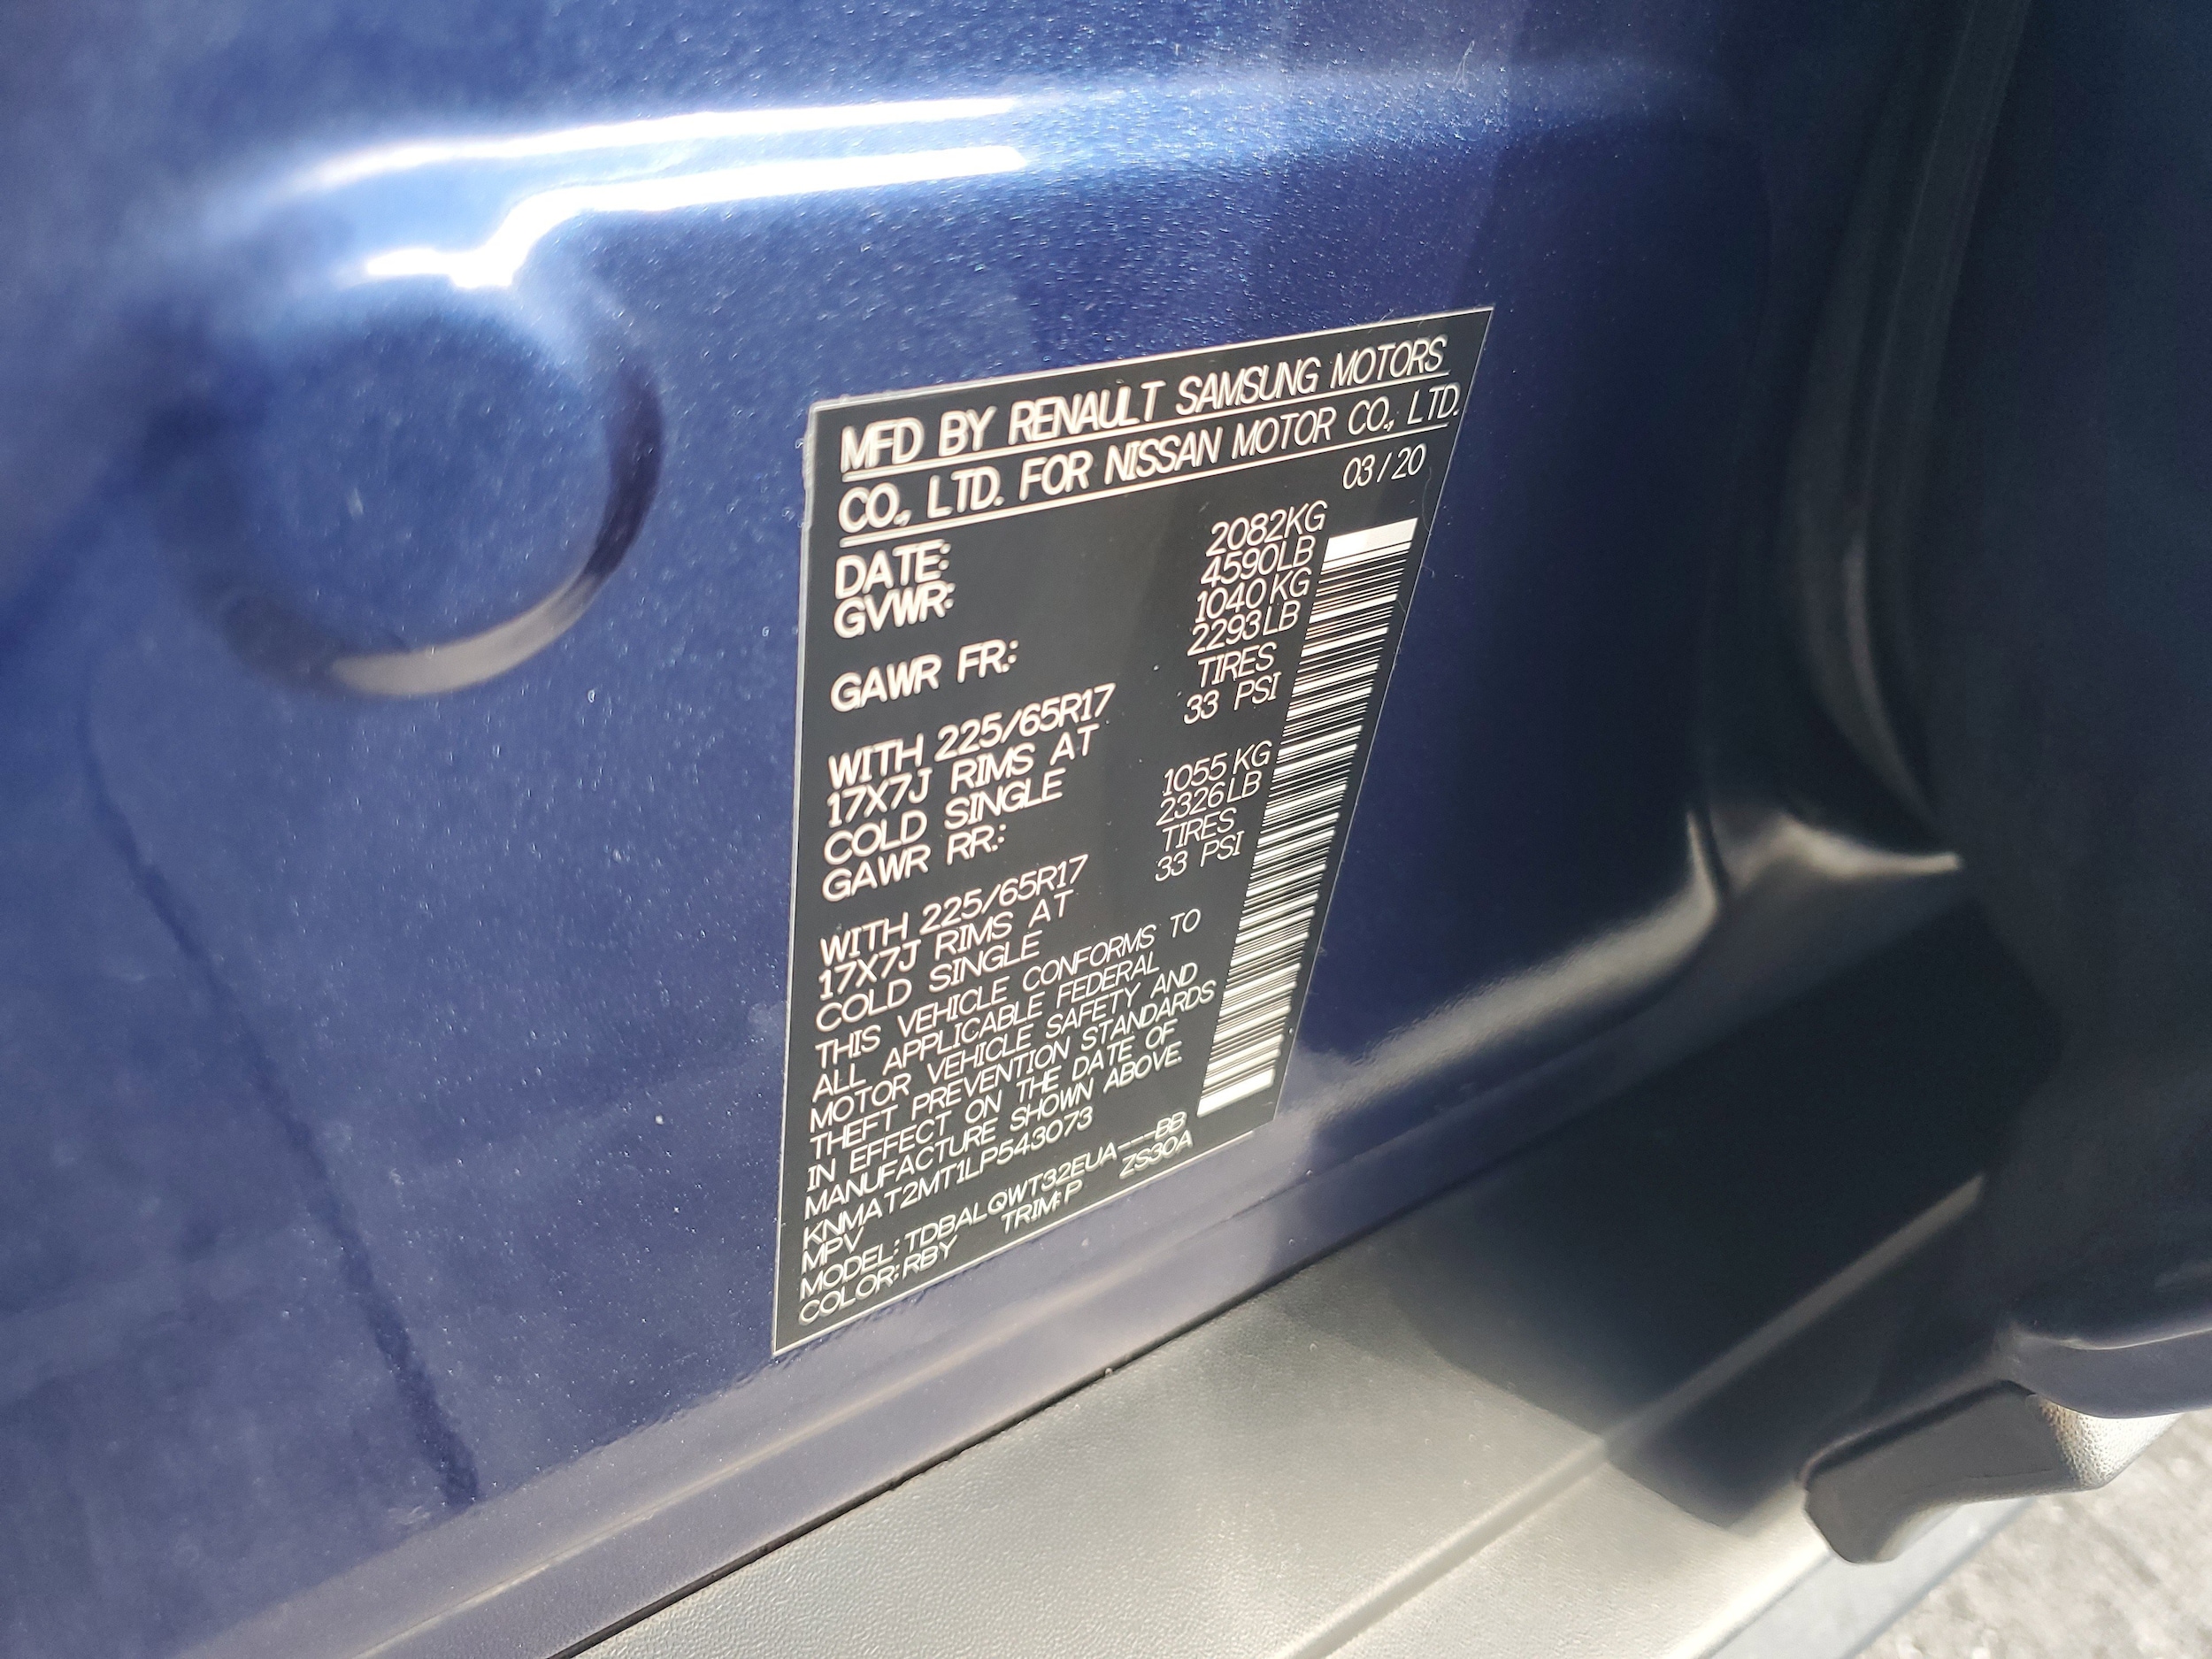 MFD BY RENAULT SAMSUNG MOTORS
CO., LTD. FOR NISSAN MOTOR CO., LTD.
DATE: 03/20
GVWR: 2082KG
4590LB
GAWR FR.: 1040KG
2293LB
WITH 225/65R17 TIRES
17X7J RIMS AT 33 PSI
COLD SINGLE
GAWR RR.: 1055KG
2326LB
WITH 225/65R17 TIRES
17X7J RIMS AT 33 PSI
COLD SINGLE
THIS VEHICLE CONFORMS TO
ALL APPLICABLE FEDERAL
MOTOR VEHICLE SAFETY AND
THEFT PREVENTION STANDARDS
IN EFFECT ON THE DATE OF
MANUFACTURE SHOWN ABOVE.
KNMAT2MT1LP543073
MPV
MODEL: TDBALQWT32EUA---BB
COLOR: RBY TRIM: P ZS30A